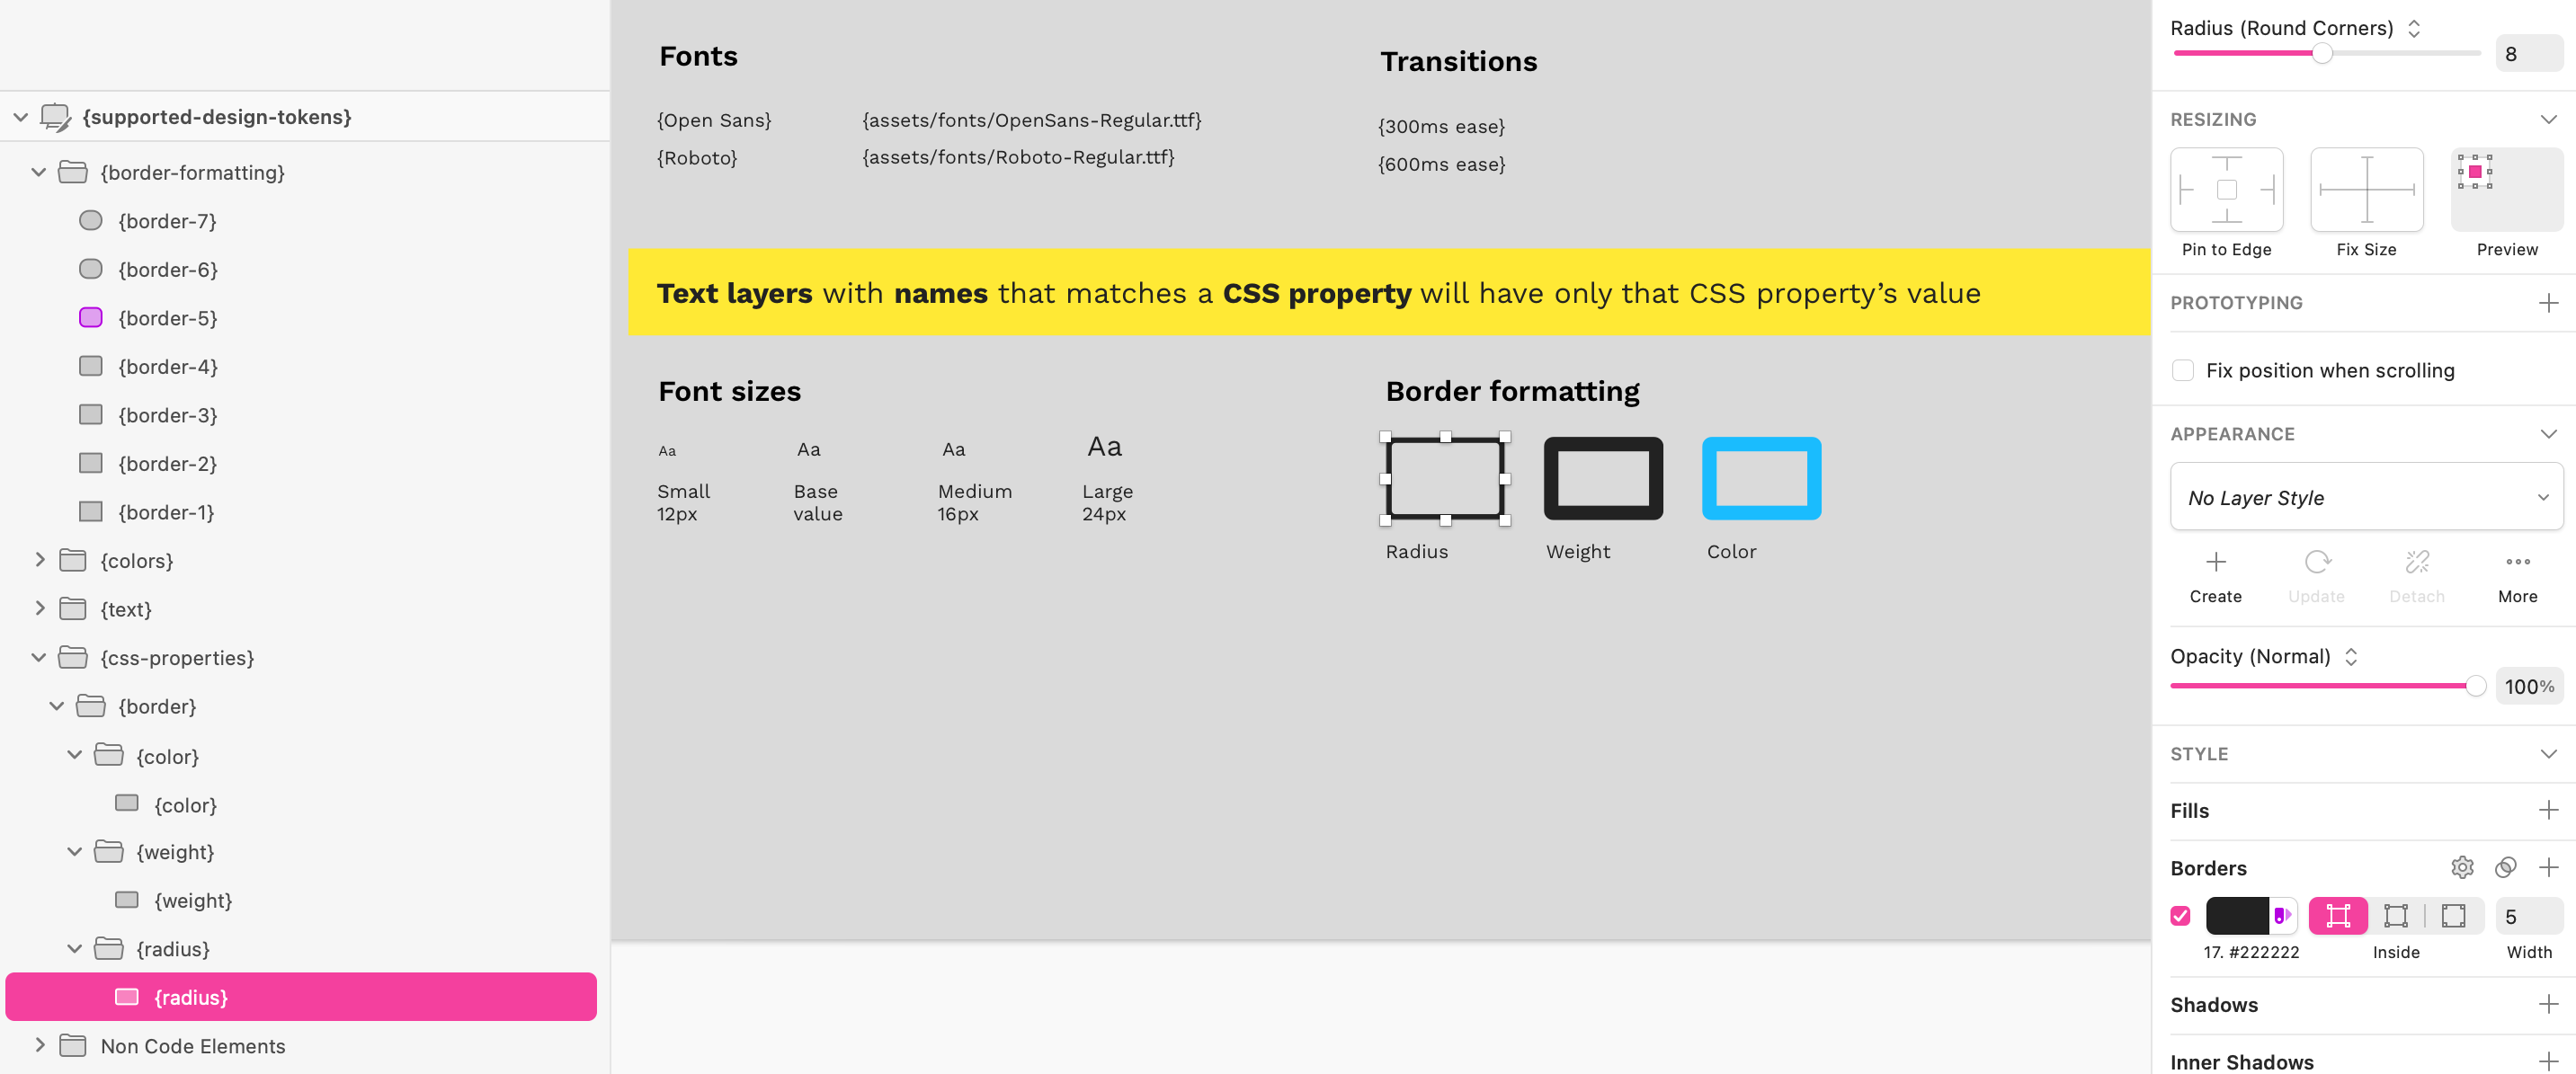 {supported-design-tokens}
{border-formatting}
{border-7}
{border-6}
{border-5}
{border-4}
{border-3}
{border-2}
{border-1}
{colors}
{text}
{css-properties}
{border}
{color}
{color}
{weight}
{weight}
{radius}
{radius}
Non Code Elements
Fonts
{Open Sans} {assets/fonts/OpenSans-Regular.ttf}
{Roboto} {assets/fonts/Roboto-Regular.ttf}
Transitions
{300ms ease}
{600ms ease}
Text layers with names that matches a CSS property will have only that CSS property’s value
Font sizes
Aa Aa Aa Aa
Small Base Medium Large
12px value 16px 24px
Border formatting
Radius Weight Color
Radius (Round Corners)
8
RESIZING
Pin to Edge Fix Size Preview
PROTOTYPING
Fix position when scrolling
APPEARANCE
No Layer Style
Create Update Detach More
Opacity (Normal)
100%
STYLE
Fills
Borders
5
17. #222222 Inside Width
Shadows
Inner Shadows